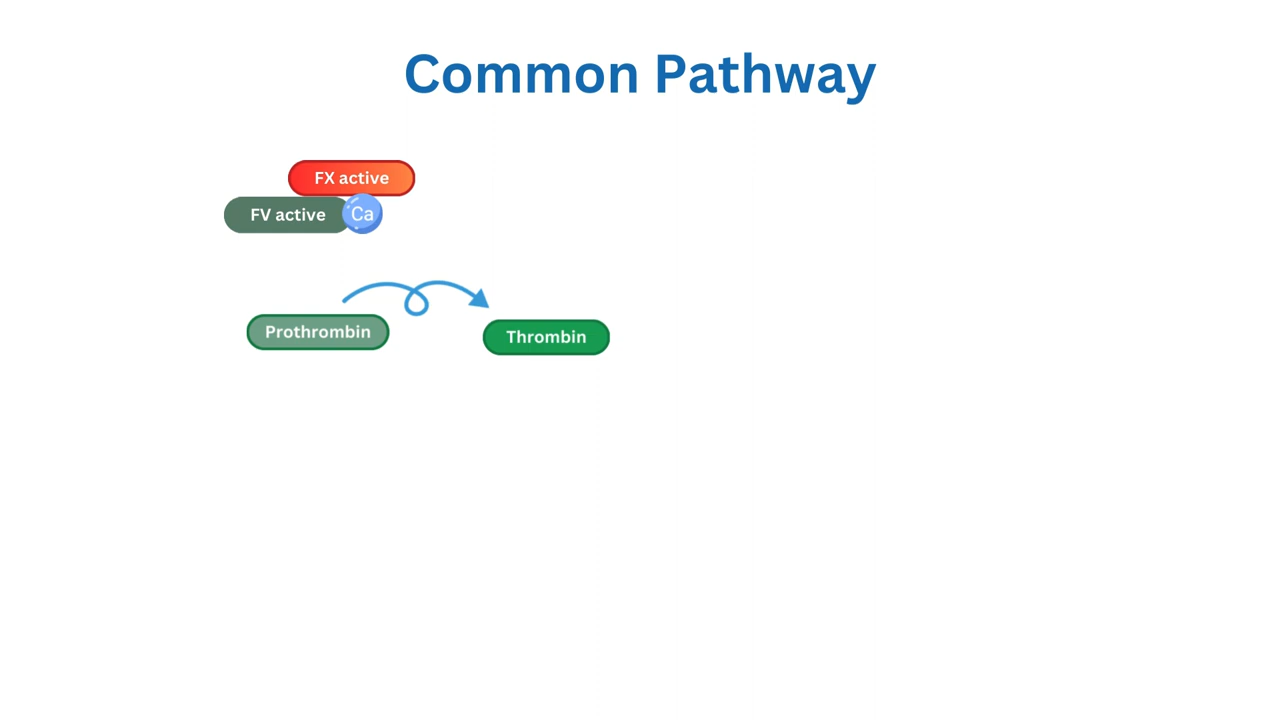 Common Pathway
FX active
FV active
Ca
Prothrombin
Thrombin